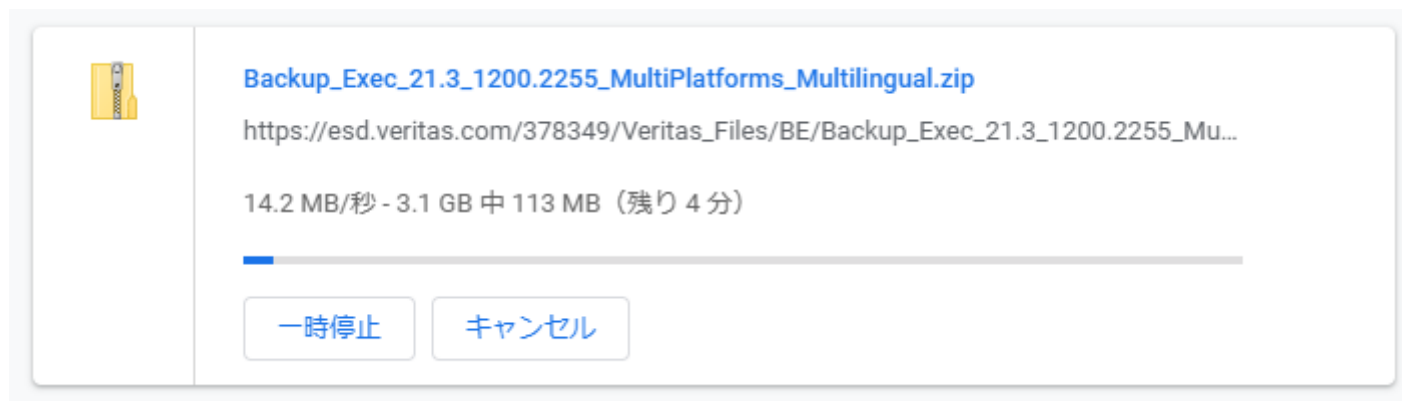 Backup_Exec_21.3_1200.2255_MultiPlatforms_Multilingual.zip
https://esd.veritas.com/378349/Veritas_Files/BE/Backup_Exec_21.3_1200.2255_Mu...
14.2 MB/秒 - 3.1 GB 中 113 MB（残り 4 分）
一時停止 キャンセル